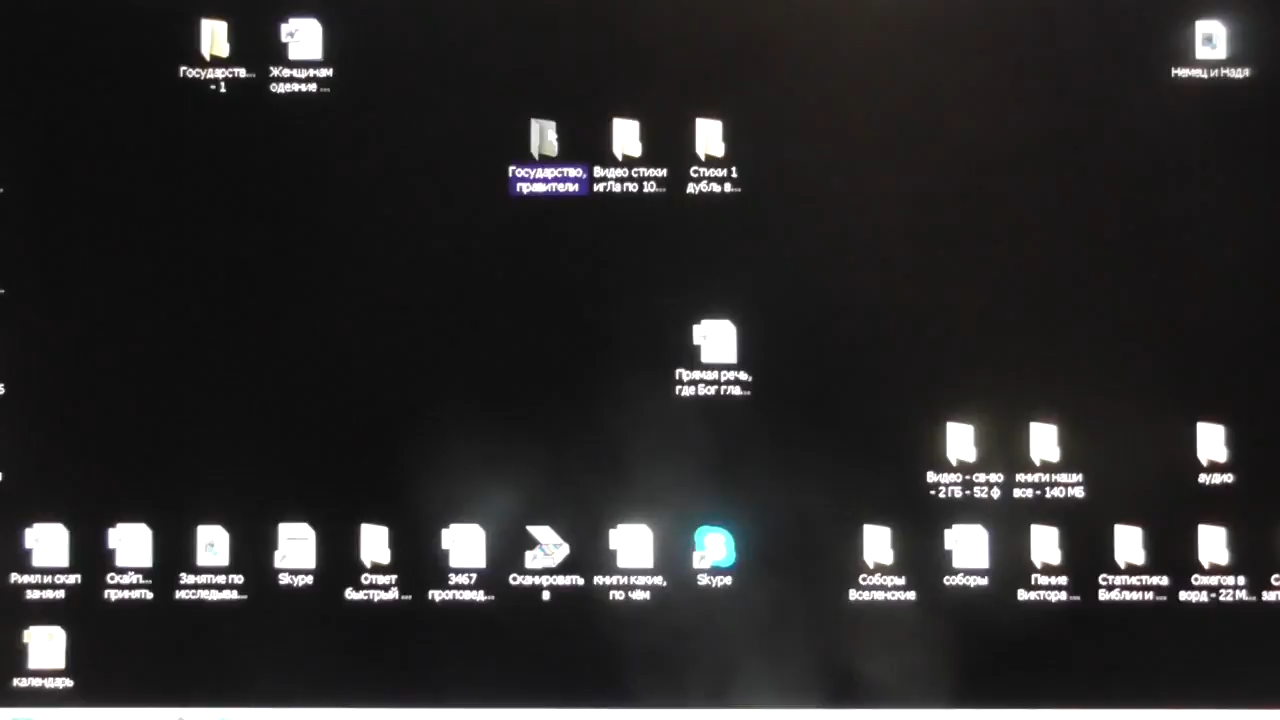 Государств...
- 1
Женщинам
одеяние ...
Немец и Надя
Государство,
правители
Видео стихи
игЛа по 10...
Стихи 1
дубль в...
Прямая речь,
где Бог гла...
Видео - св-во
- 2 ГБ - 52 ф
книги наши
все - 140 МБ
аудио
Римл и скап
заняия
Скайп...
принять
Занятие по
исследыва...
Skype
Ответ
быстрый ...
3467
проповед...
Сканировать
в
книги какие,
по чём
Skype
Соборы
Вселенские
соборы
Пение
Виктора ...
Статистика
Библии и ...
Ожегов в
ворд - 22 М...
календарь